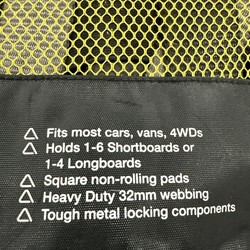 Fits most cars, vans, 4WDs
Holds 1-6 Shortboards or
1-4 Longboards
Square non-rolling pads
Heavy Duty 32mm webbing
Tough metal locking components